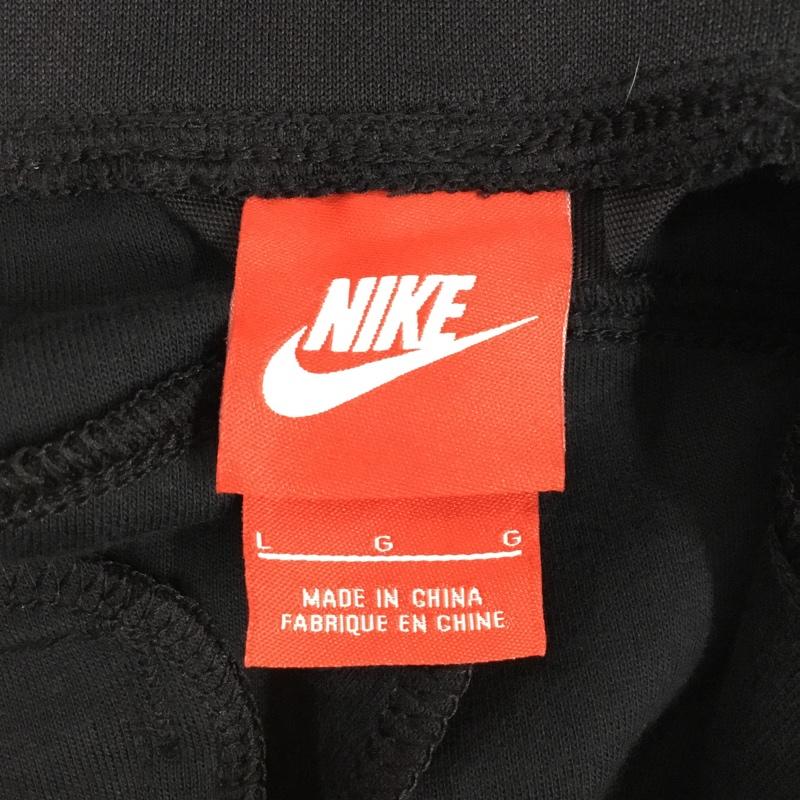 NIKE
L G G
MADE IN CHINA
FABRIQUE EN CHINE